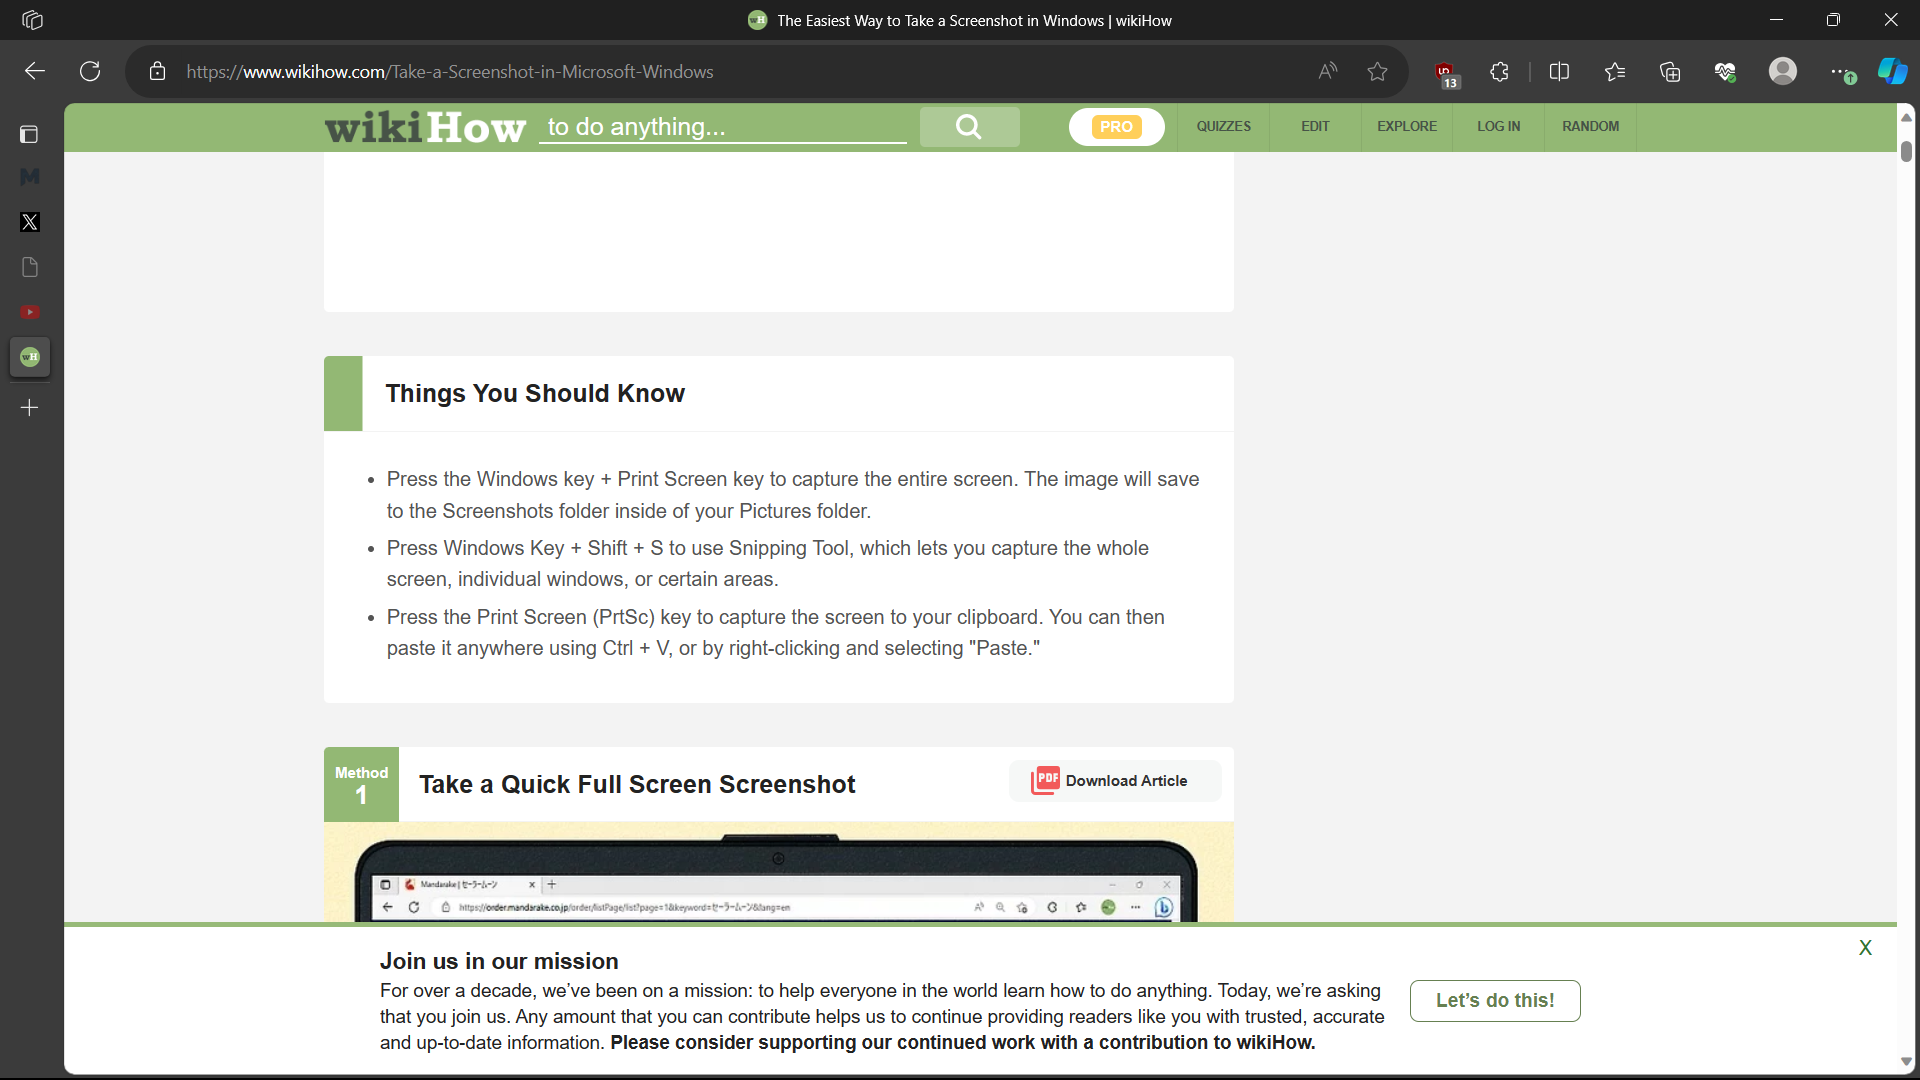 The Easiest Way to Take a Screenshot in Windows | wikiHow
https://www.wikihow.com/Take-a-Screenshot-in-Microsoft-Windows
13
wikiHow to do anything... PRO QUIZZES EDIT EXPLORE LOG IN RANDOM
Things You Should Know
• Press the Windows key + Print Screen key to capture the entire screen. The image will save
to the Screenshots folder inside of your Pictures folder.
• Press Windows Key + Shift + S to use Snipping Tool, which lets you capture the whole
screen, individual windows, or certain areas.
• Press the Print Screen (PrtSc) key to capture the screen to your clipboard. You can then
paste it anywhere using Ctrl + V, or by right-clicking and selecting "Paste."
Method
1
Take a Quick Full Screen Screenshot
PDF Download Article
Mandarake | セーラームーン
https://order.mandarake.co.jp/order/listPage/list?page=1&keyword=セーラームーン&lang=en
Join us in our mission
X
For over a decade, we've been on a mission: to help everyone in the world learn how to do anything. Today, we're asking
that you join us. Any amount that you can contribute helps us to continue providing readers like you with trusted, accurate
and up-to-date information. Please consider supporting our continued work with a contribution to wikiHow.
Let's do this!